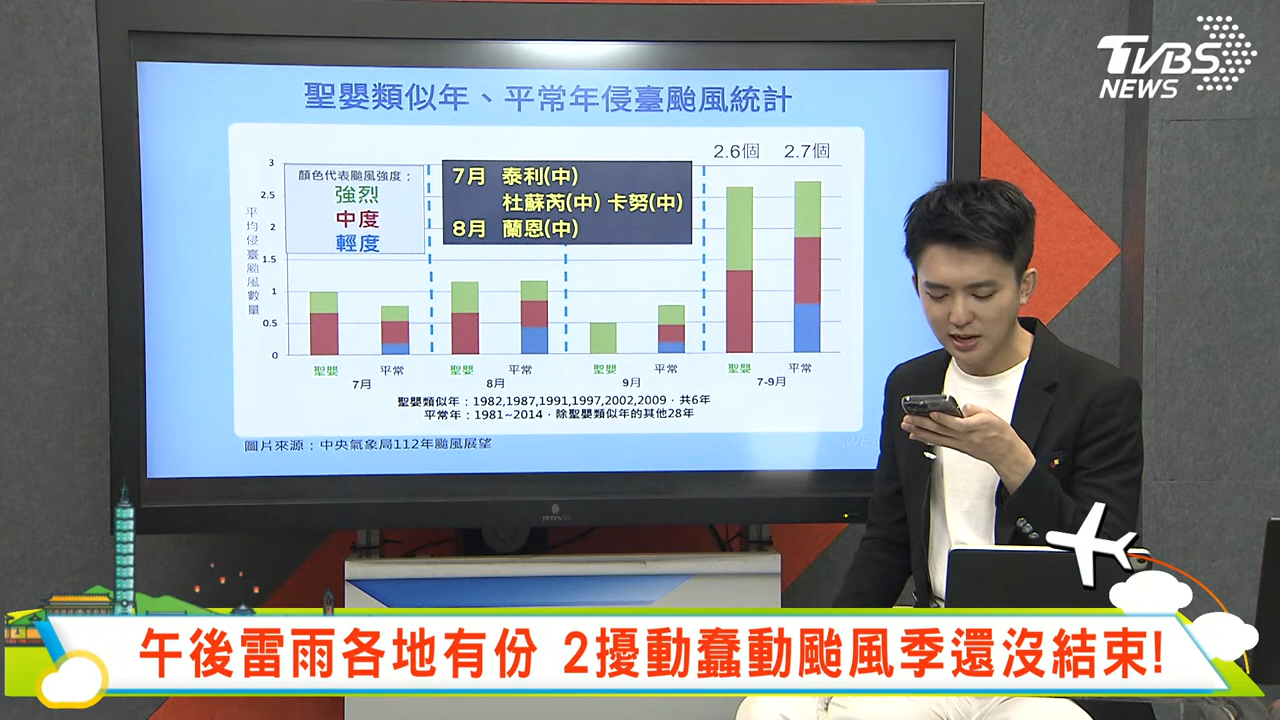 TVBS
NEWS
聖嬰類似年、平常年侵臺颱風統計
2.6個 2.7個
3
2.5
2
1.5
1
0.5
0
平均侵臺颱風數量
顏色代表颱風強度：
強烈
中度
輕度
7月 泰利(中)
杜蘇芮(中) 卡努(中)
8月 蘭恩(中)
聖嬰 平常 聖嬰 平常 聖嬰 平常 聖嬰 平常
7月 8月 9月 7-9月
聖嬰類似年：1982,1987,1991,1997,2002,2009，共6年
平常年：1981~2014，除聖嬰類似年的其他28年
圖片來源：中央氣象局112年颱風展望
午後雷雨各地有份 2擾動蠢動颱風季還沒結束!